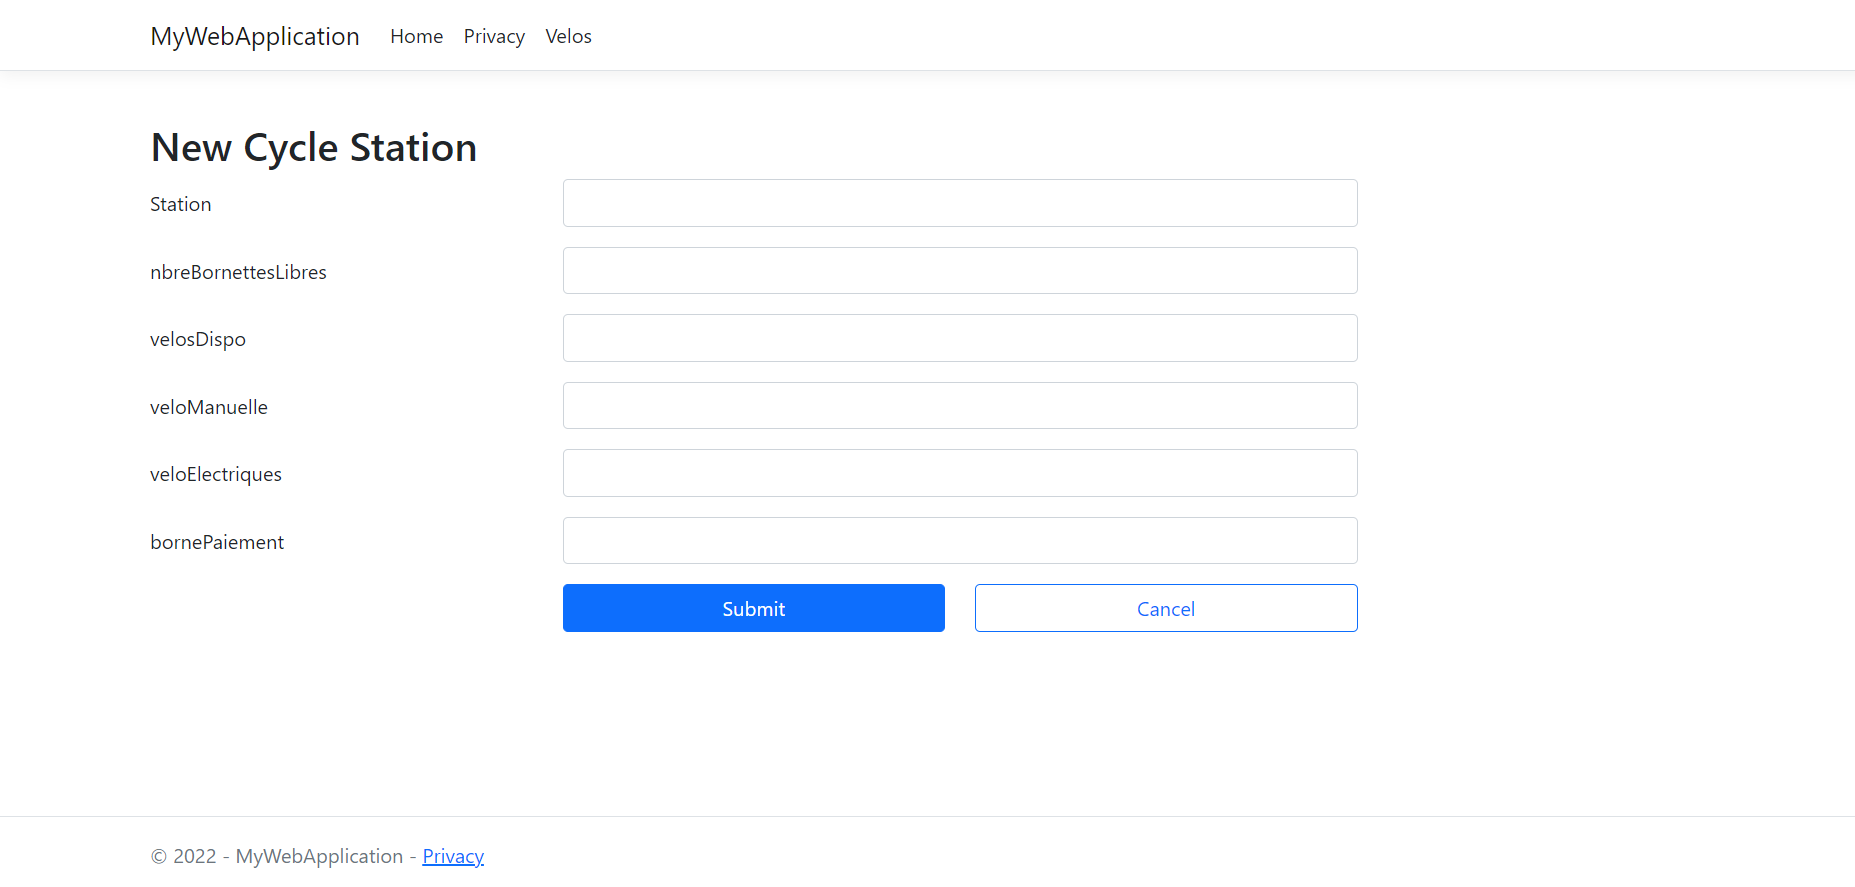 MyWebApplication Home Privacy Velos
New Cycle Station
Station
nbreBornettesLibres
velosDispo
veloManuelle
veloElectriques
bornePaiement
Submit Cancel
© 2022 - MyWebApplication - Privacy